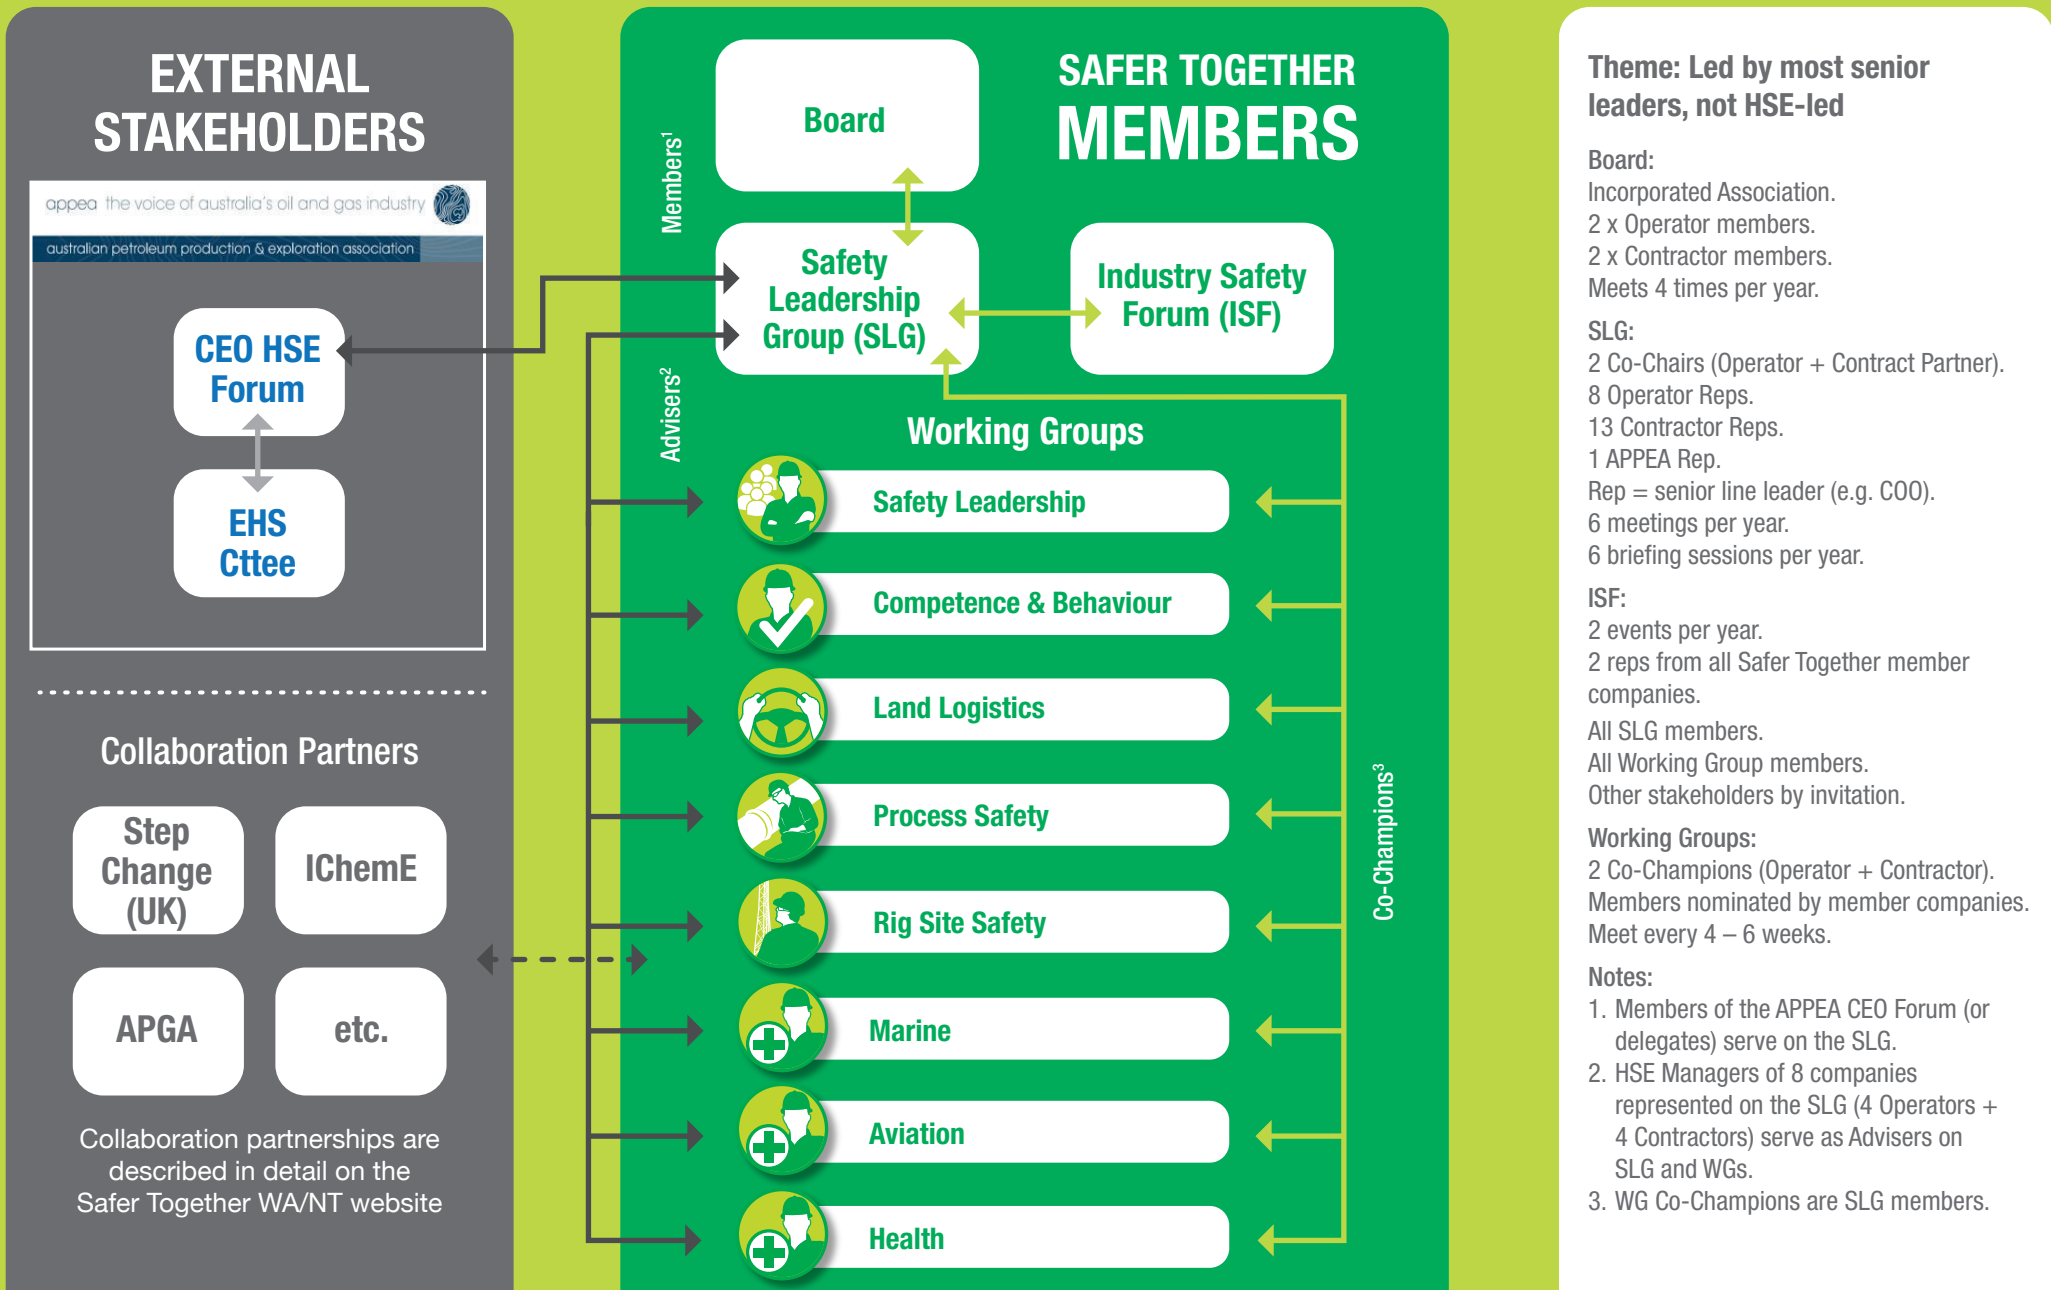 EXTERNAL
STAKEHOLDERS
appea the voice of australia's oil and gas industry
australian petroleum production & exploration association
CEO HSE
Forum
EHS
Cttee
Collaboration Partners
Step
Change
(UK)
IChemE
APGA
etc.
Collaboration partnerships are
described in detail on the
Safer Together WA/NT website
SAFER TOGETHER
MEMBERS
Board
Members¹
Safety
Leadership
Group (SLG)
Industry Safety
Forum (ISF)
Advisers²
Working Groups
Safety Leadership
Competence & Behaviour
Land Logistics
Process Safety
Rig Site Safety
Marine
Aviation
Health
Co-Champions³
Theme: Led by most senior
leaders, not HSE-led
Board:
Incorporated Association.
2 x Operator members.
2 x Contractor members.
Meets 4 times per year.
SLG:
2 Co-Chairs (Operator + Contract Partner).
8 Operator Reps.
13 Contractor Reps.
1 APPEA Rep.
Rep = senior line leader (e.g. COO).
6 meetings per year.
6 briefing sessions per year.
ISF:
2 events per year.
2 reps from all Safer Together member
companies.
All SLG members.
All Working Group members.
Other stakeholders by invitation.
Working Groups:
2 Co-Champions (Operator + Contractor).
Members nominated by member companies.
Meet every 4 – 6 weeks.
Notes:
1. Members of the APPEA CEO Forum (or
delegates) serve on the SLG.
2. HSE Managers of 8 companies
represented on the SLG (4 Operators +
4 Contractors) serve as Advisers on
SLG and WGs.
3. WG Co-Champions are SLG members.